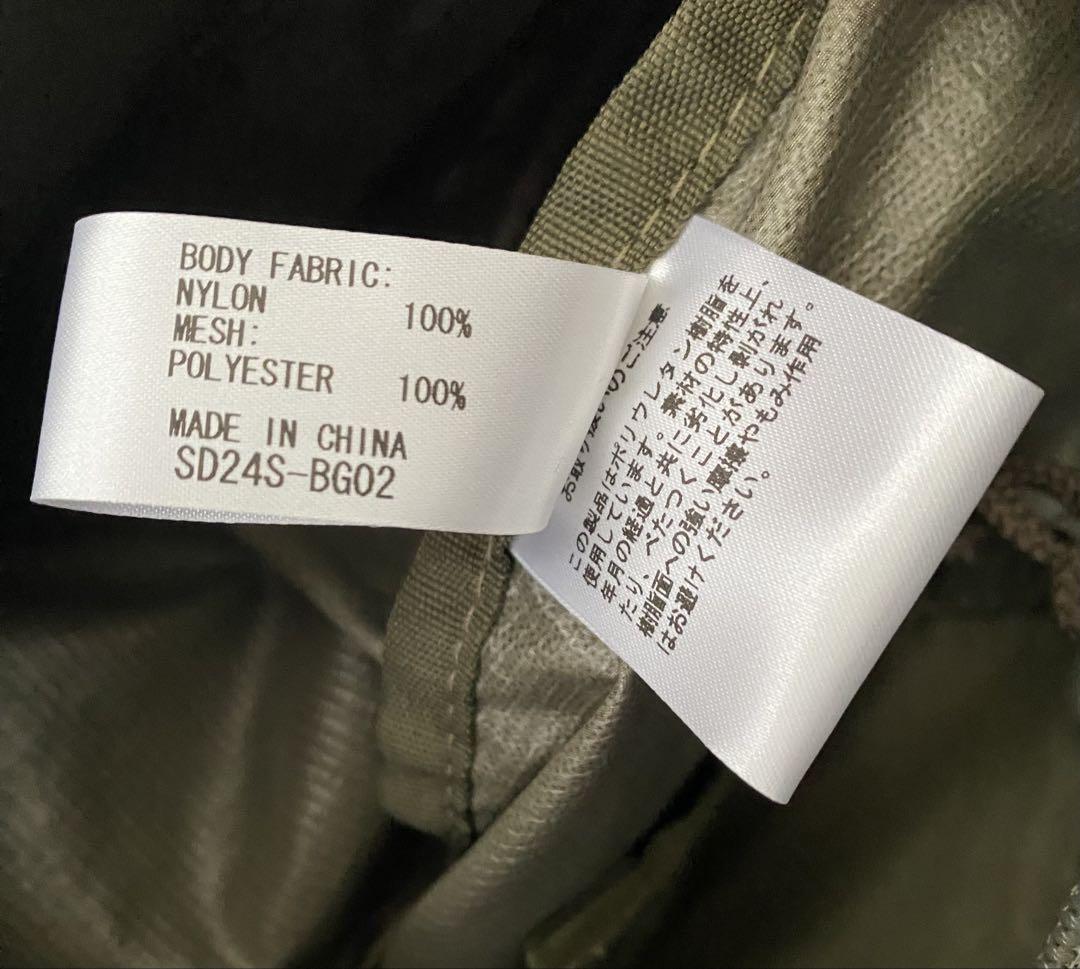 BODY FABRIC:
NYLON 100%
MESH:
POLYESTER 100%
MADE IN CHINA
SD24S-BG02
お取り扱いのご注意
この製品はポリウレタン樹脂を
使用しています。素材の特性上、
年月の経過と共に劣化し剥がれ
たり、べたつくことがあります。
樹脂面への強い摩擦やもみ作用
はお避けください。